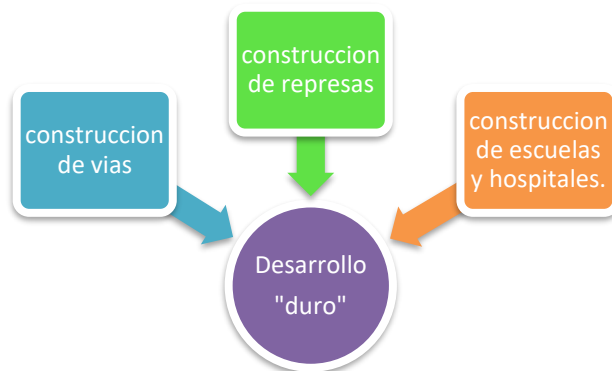 construccion
de represas
construccion
de vias
construccion
de escuelas
y hospitales.
Desarrollo
"duro"